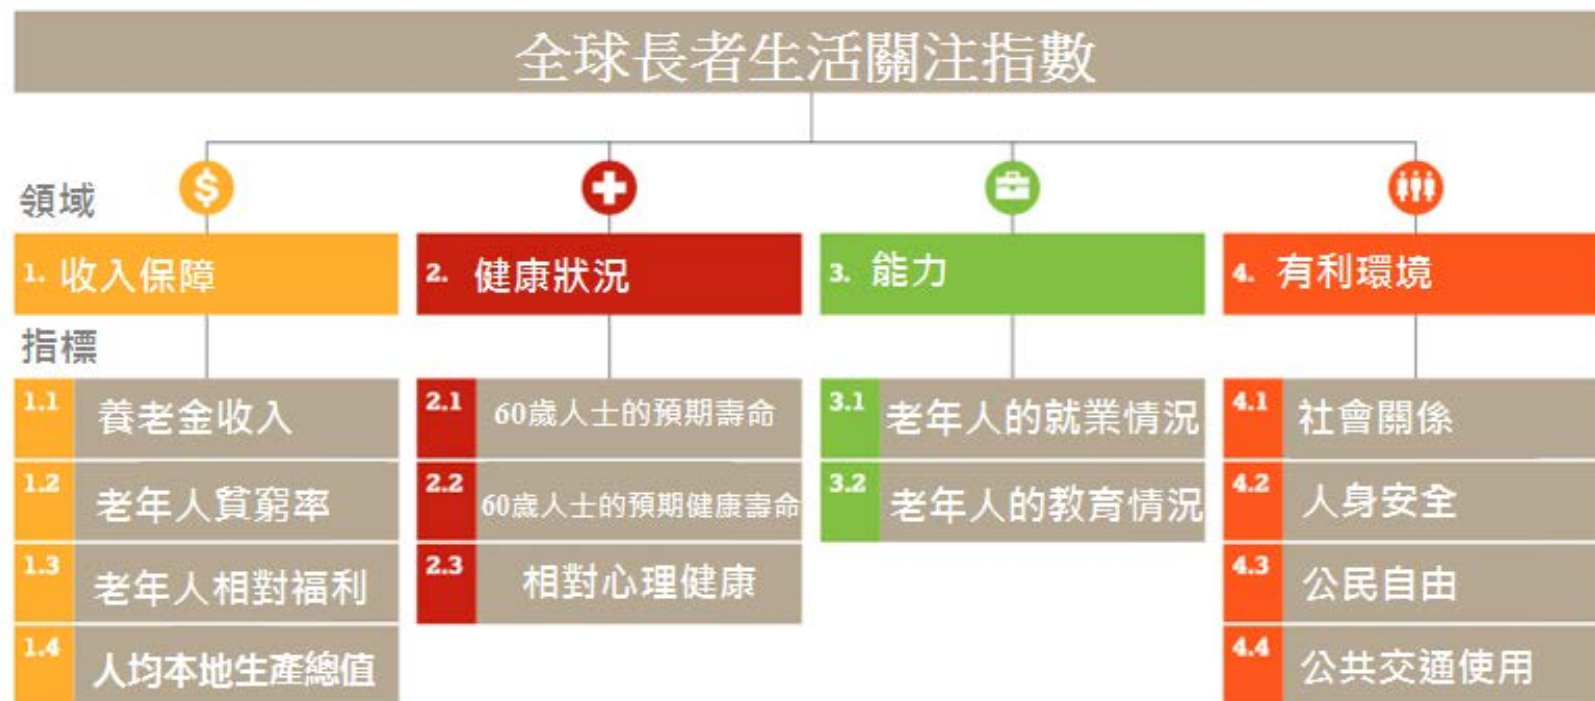 全球長者生活關注指數
領域
1. 收入保障
2. 健康狀況
3. 能力
4. 有利環境
指標
1.1 養老金收入
1.2 老年人貧窮率
1.3 老年人相對福利
1.4 人均本地生產總值
2.1 60歲人士的預期壽命
2.2 60歲人士的預期健康壽命
2.3 相對心理健康
3.1 老年人的就業情況
3.2 老年人的教育情況
4.1 社會關係
4.2 人身安全
4.3 公民自由
4.4 公共交通使用